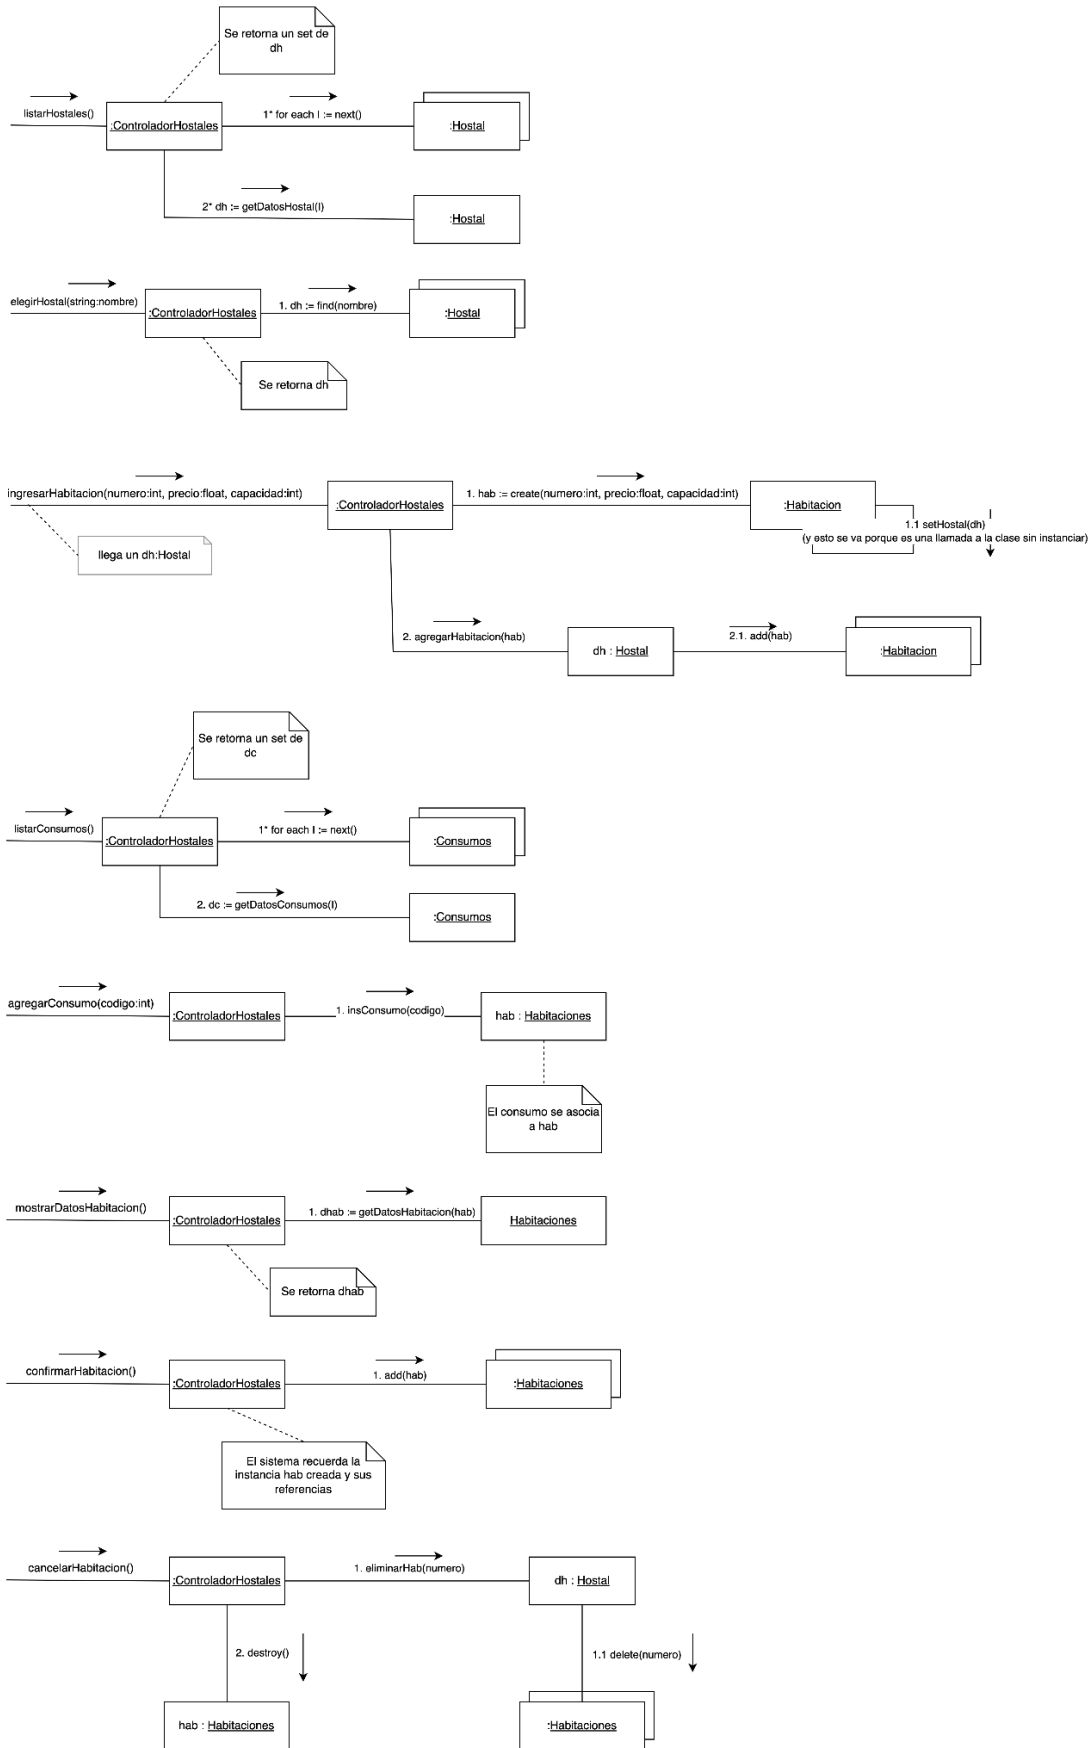 Se retorna un set de
dh
listarHostales()
:ControladorHostales
1* for each I := next()
:Hostal
2* dh := getDatosHostal(I)
:Hostal
elegirHostal(string:nombre)
:ControladorHostales
1. dh := find(nombre)
:Hostal
Se retorna dh
ingresarHabitacion(numero:int, precio:float, capacidad:int)
:ControladorHostales
1. hab := create(numero:int, precio:float, capacidad:int)
:Habitacion
1.1 setHostal(dh)
(y esto se va porque es una llamada a la clase sin instanciar)
llega un dh:Hostal
2. agregarHabitacion(hab)
dh : Hostal
2.1. add(hab)
:Habitacion
Se retorna un set de
dc
listarConsumos()
:ControladorHostales
1* for each I := next()
:Consumos
2. dc := getDatosConsumos(I)
:Consumos
agregarConsumo(codigo:int)
:ControladorHostales
1. insConsumo(codigo)
hab : Habitaciones
El consumo se asocia
a hab
mostrarDatosHabitacion()
:ControladorHostales
1. dhab := getDatosHabitacion(hab)
Habitaciones
Se retorna dhab
confirmarHabitacion()
:ControladorHostales
1. add(hab)
:Habitaciones
El sistema recuerda la
instancia hab creada y sus
referencias
cancelarHabitacion()
:ControladorHostales
1. eliminarHab(numero)
dh : Hostal
2. destroy()
1.1 delete(numero)
hab : Habitaciones
:Habitaciones